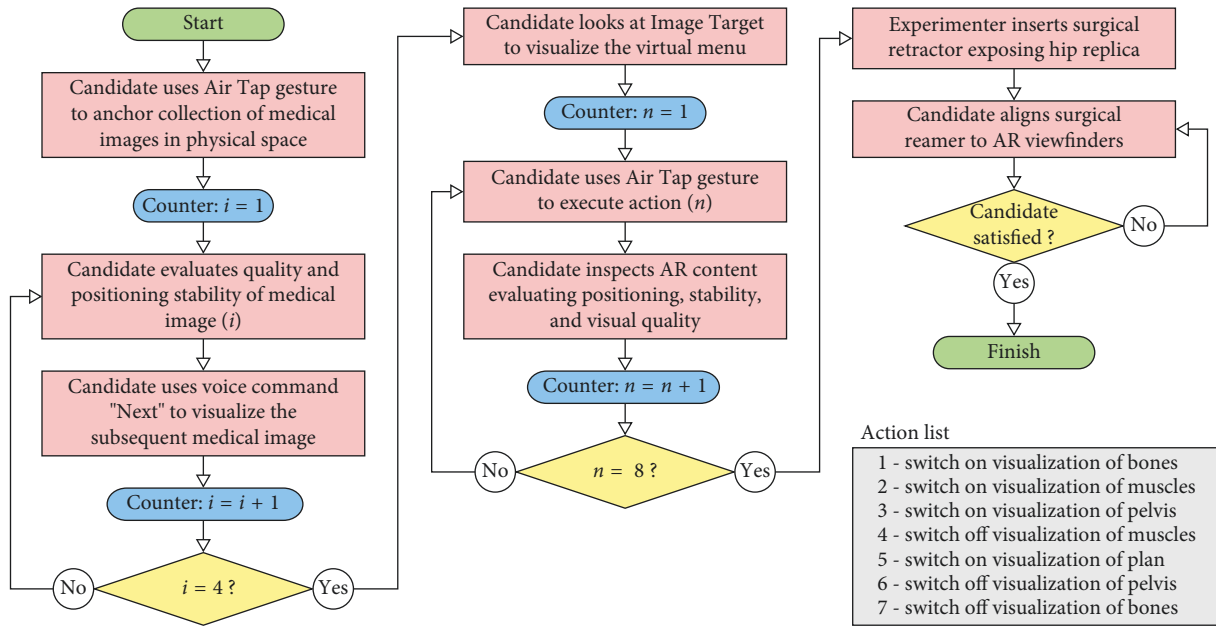 Start
Candidate uses Air Tap gesture
to anchor collection of medical
images in physical space
Counter: i = 1
Candidate evaluates quality and
positioning stability of medical
image (i)
Candidate uses voice command
"Next" to visualize the
subsequent medical image
Counter: i = i + 1
No
i = 4 ?
Yes
Candidate looks at Image Target
to visualize the virtual menu
Counter: n = 1
Candidate uses Air Tap gesture
to execute action (n)
Candidate inspects AR content
evaluating positioning, stability,
and visual quality
Counter: n = n + 1
No
n = 8 ?
Yes
Experimenter inserts surgical
retractor exposing hip replica
Candidate aligns surgical
reamer to AR viewfinders
Candidate
satisfied ?
No
Yes
Finish
Action list
1 - switch on visualization of bones
2 - switch on visualization of muscles
3 - switch on visualization of pelvis
4 - switch off visualization of muscles
5 - switch on visualization of plan
6 - switch off visualization of pelvis
7 - switch off visualization of bones